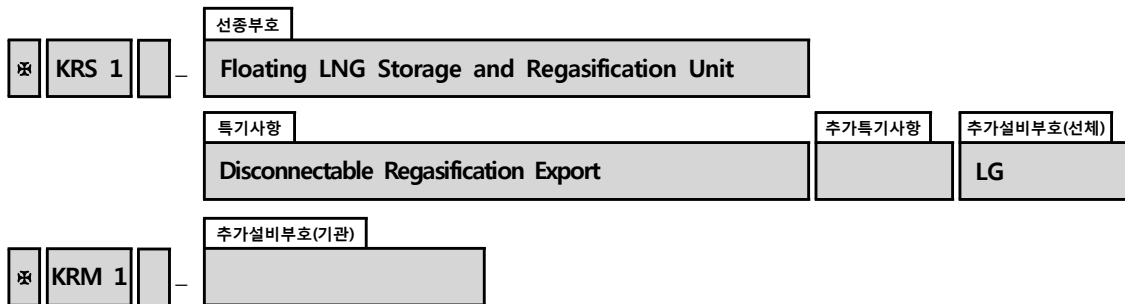 선종부호
✠ KRS 1 – Floating LNG Storage and Regasification Unit
특기사항 추가특기사항 추가설비부호(선체)
Disconnectable Regasification Export LG
추가설비부호(기관)
✠ KRM 1 –